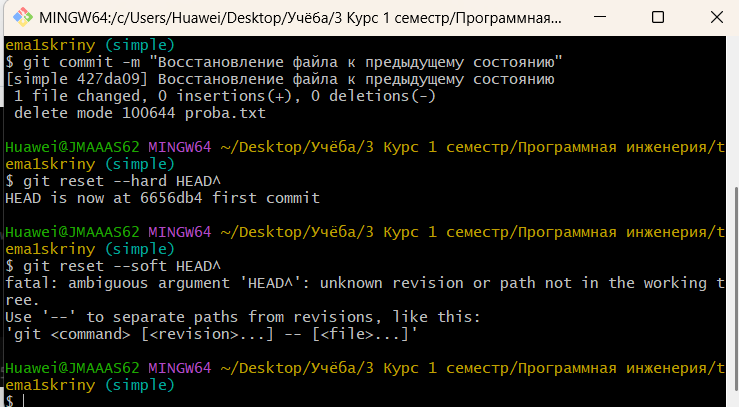 MINGW64:/c/Users/Huawei/Desktop/Учёба/3 Курс 1 семестр/Программная...
ema1skriny (simple)
$ git commit -m "Восстановление файла к предыдущему состоянию"
[simple 427da09] Восстановление файла к предыдущему состоянию
 1 file changed, 0 insertions(+), 0 deletions(-)
 delete mode 100644 proba.txt
Huawei@JMAAAS62 MINGW64 ~/Desktop/Учёба/3 Курс 1 семестр/Программная инженерия/t
ema1skriny (simple)
$ git reset --hard HEAD^
HEAD is now at 6656db4 first commit
Huawei@JMAAAS62 MINGW64 ~/Desktop/Учёба/3 Курс 1 семестр/Программная инженерия/t
ema1skriny (simple)
$ git reset --soft HEAD^
fatal: ambiguous argument 'HEAD^': unknown revision or path not in the working t
ree.
Use '--' to separate paths from revisions, like this:
'git <command> [<revision>...] -- [<file>...]'
Huawei@JMAAAS62 MINGW64 ~/Desktop/Учёба/3 Курс 1 семестр/Программная инженерия/t
ema1skriny (simple)
$